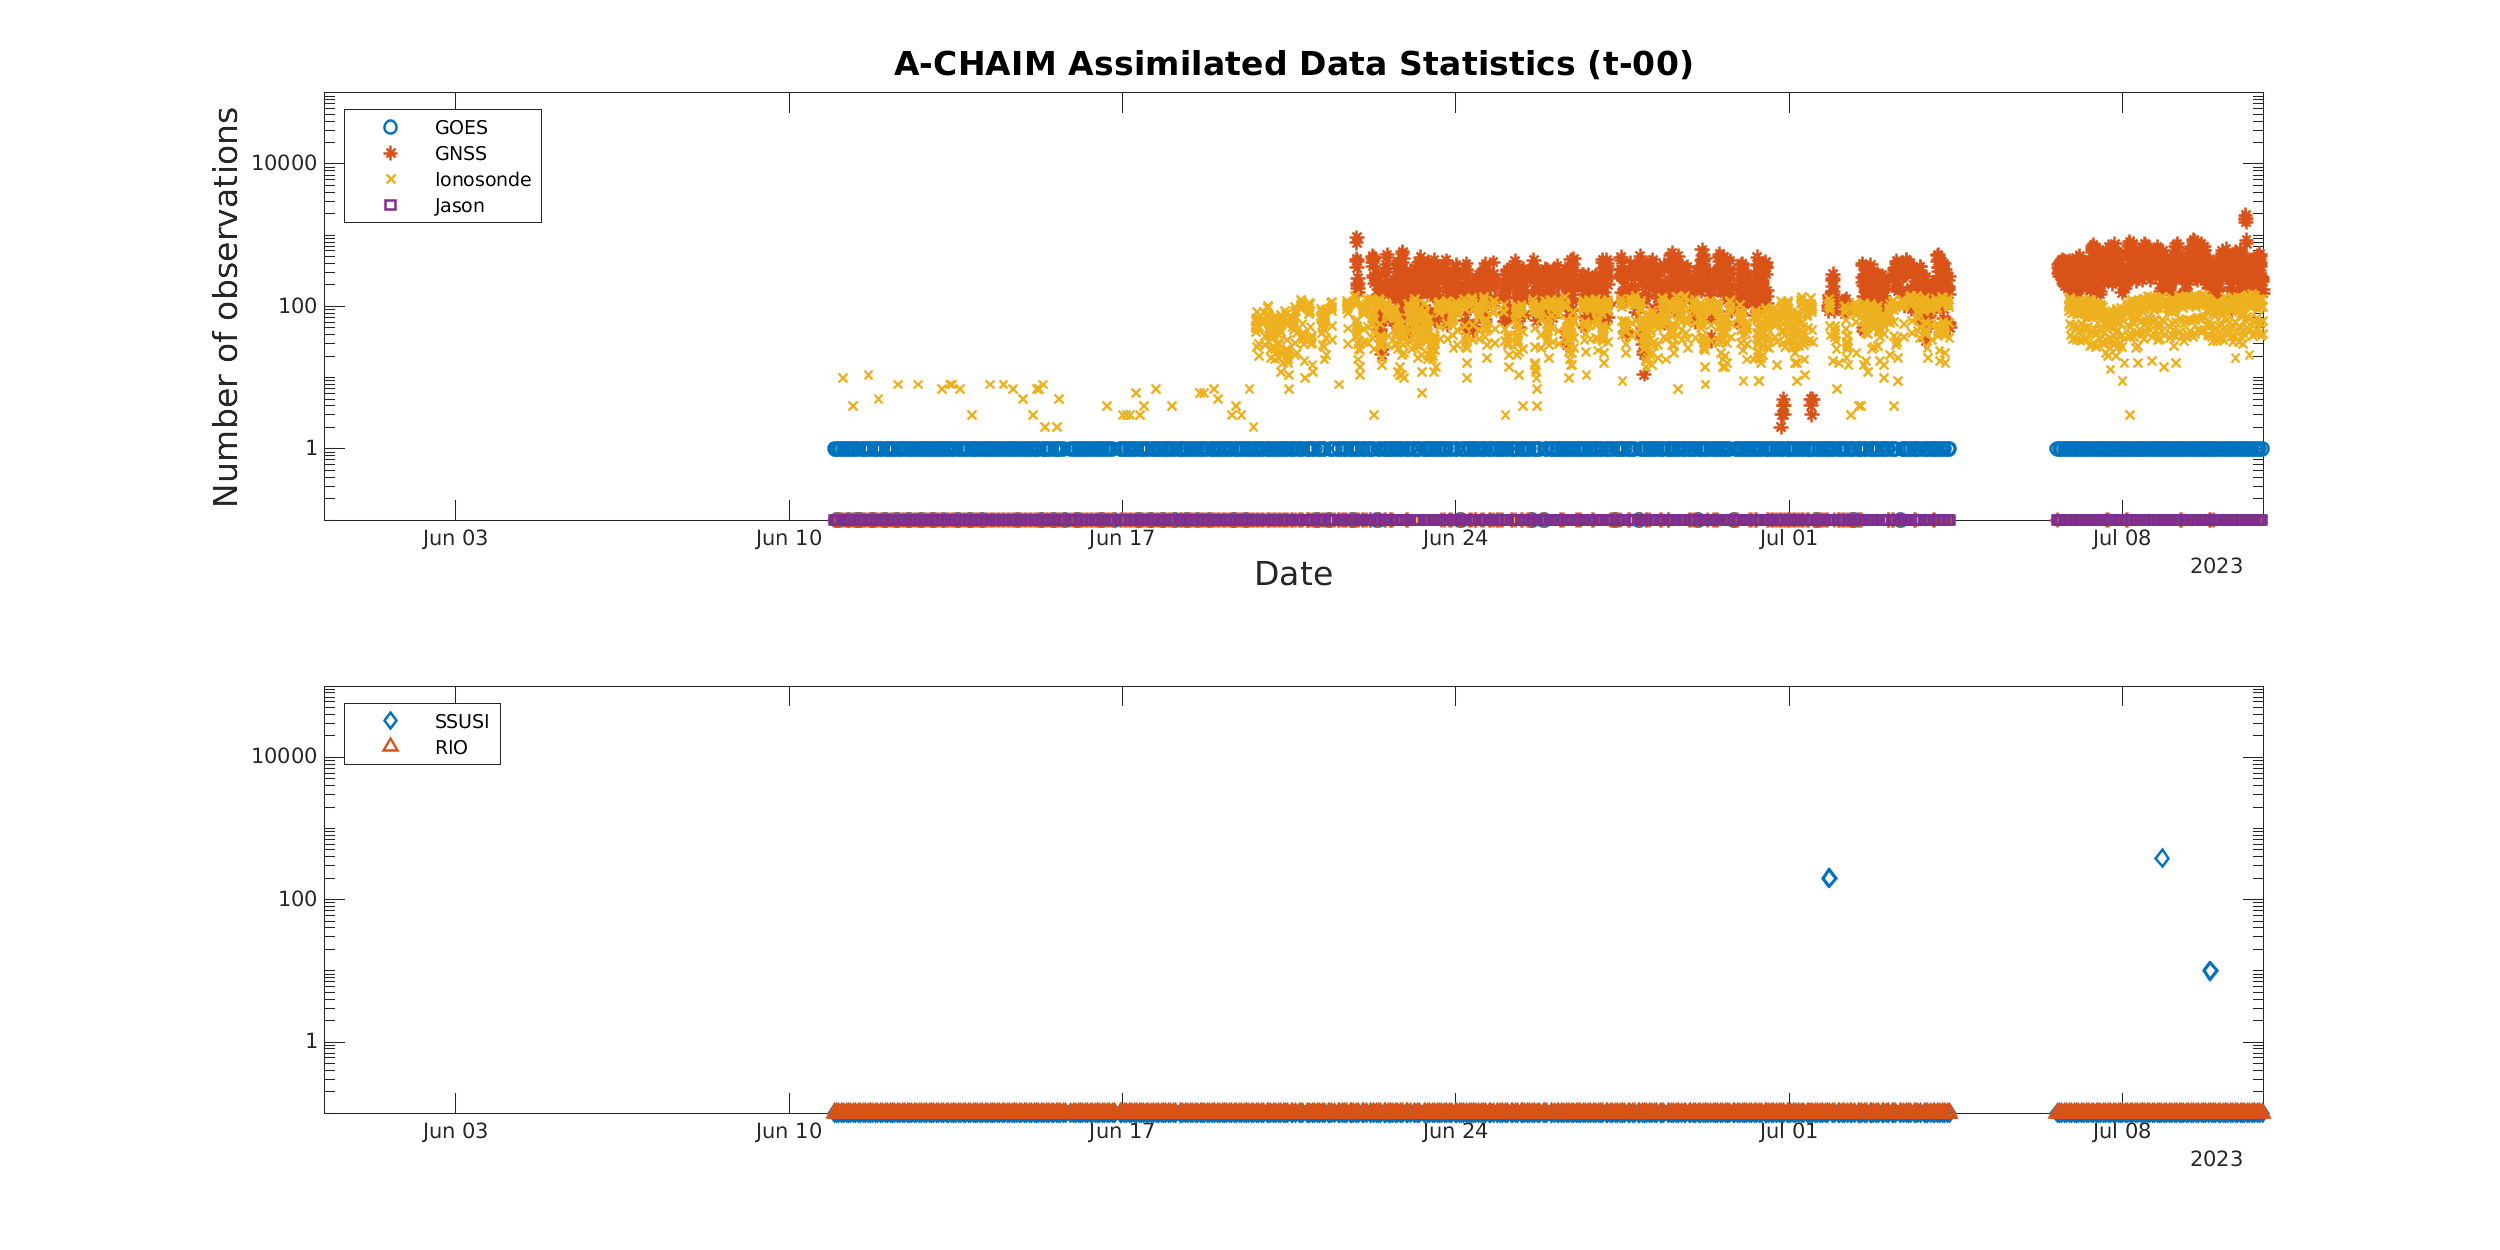 A-CHAIM Assimilated Data Statistics (t-00)
Number of observations
10000
100
1
GOES
GNSS
Ionosonde
Jason
Jun 03
Jun 10
Jun 17
Jun 24
Jul 01
Jul 08
2023
Date
10000
100
1
SSUSI
RIO
Jun 03
Jun 10
Jun 17
Jun 24
Jul 01
Jul 08
2023